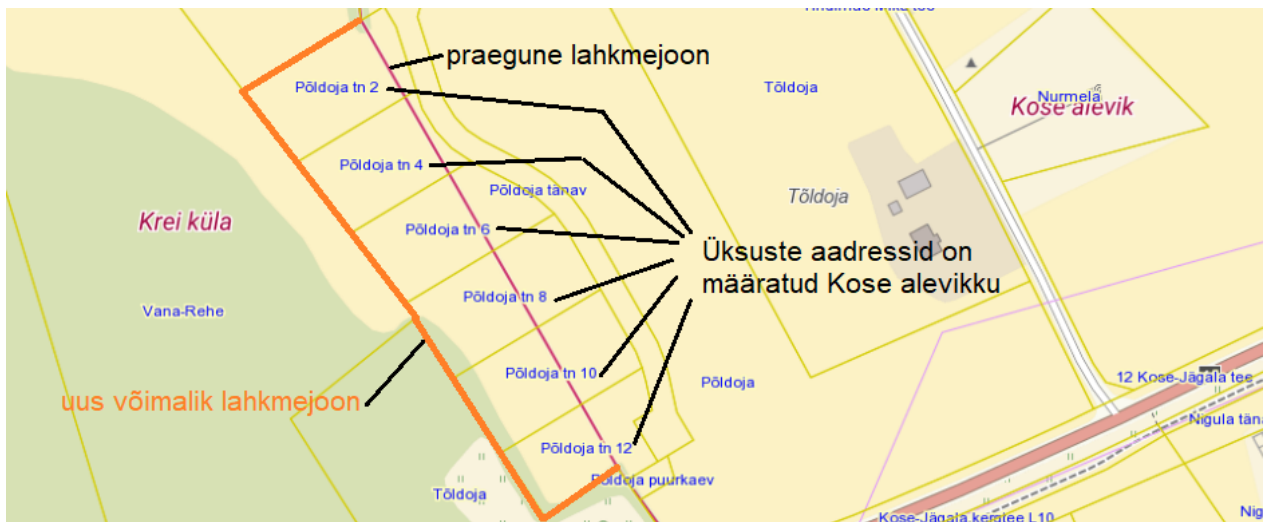 praegune lahkmejoon
Põldoja tn 2
Tõldoja
Nurmela
Kose alevik
Põldoja tn 4
Põldoja tänav
Tõldoja
Krei küla
Põldoja tn 6
Üksuste aadressid on
määratud Kose alevikku
Põldoja tn 8
Vana-Rehe
Põldoja tn 10
Põldoja
12 Kose-Jägala tee
uus võimalik lahkmejoon
Nigula täna
Põldoja tn 12
Põldoja puurkaev
Tõldoja
Kose-Jägala kergtee L10
Nig